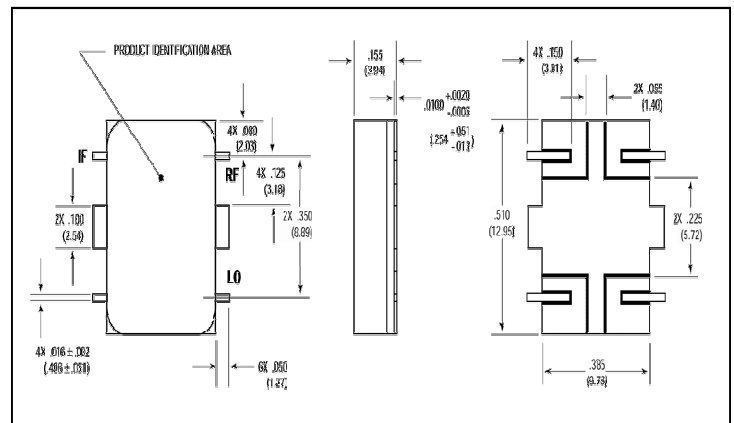 PRODUCT IDENTIFICATION AREA
.155
(3.94)
4X .150
(3.81)
2X .055
(1.40)
.0100 +.0020
-.0005
(.254 +.051
-.013)
4X .080
(2.03)
IF
RF
4X .125
(3.18)
2X .100
(2.54)
2X .350
(8.89)
.510
(12.95)
2X .225
(5.72)
LO
4X .016±.002
6X .050
(1.27)
.385
(9.78)